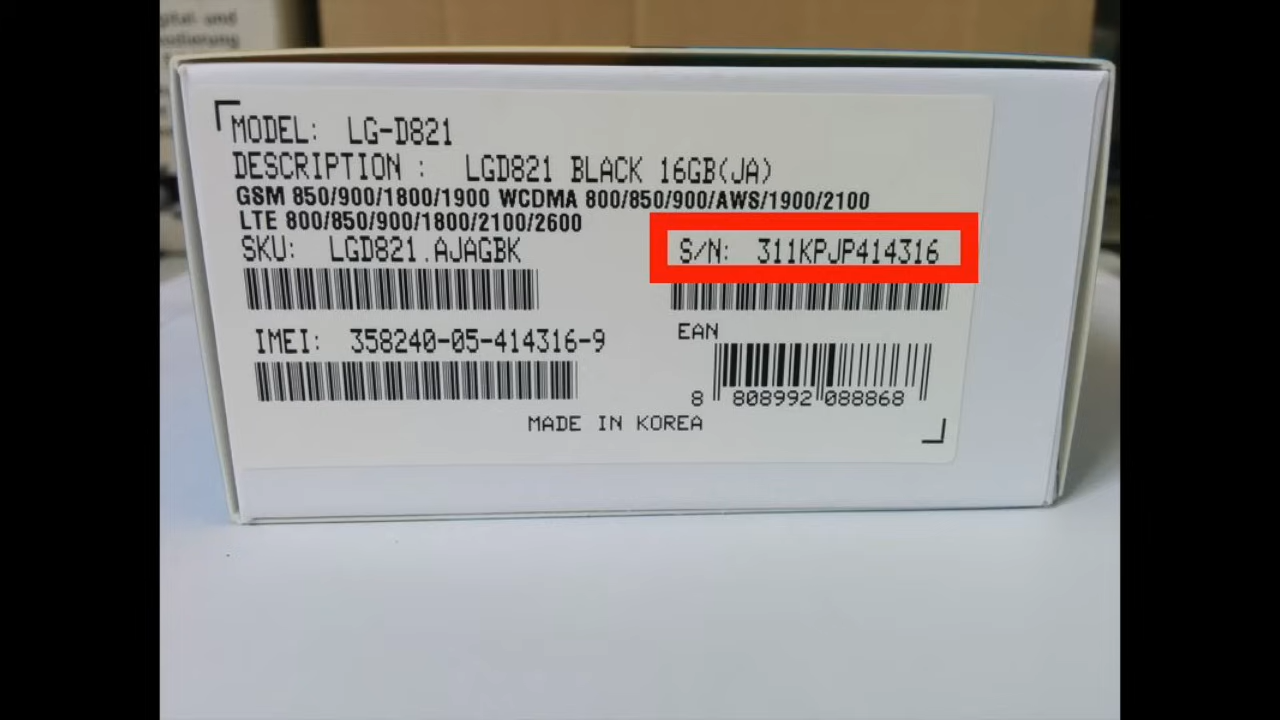 gital- und
MODEL: LG-D821
DESCRIPTION : LGD821 BLACK 16GB(JA)
GSM 850/900/1800/1900 WCDMA 800/850/900/AWS/1900/2100
LTE 800/850/900/1800/2100/2600
SKU: LGD821.AJAGBK
S/N: 311KPJP414316
IMEI: 358240-05-414316-9
EAN
8 808992 088868
MADE IN KOREA